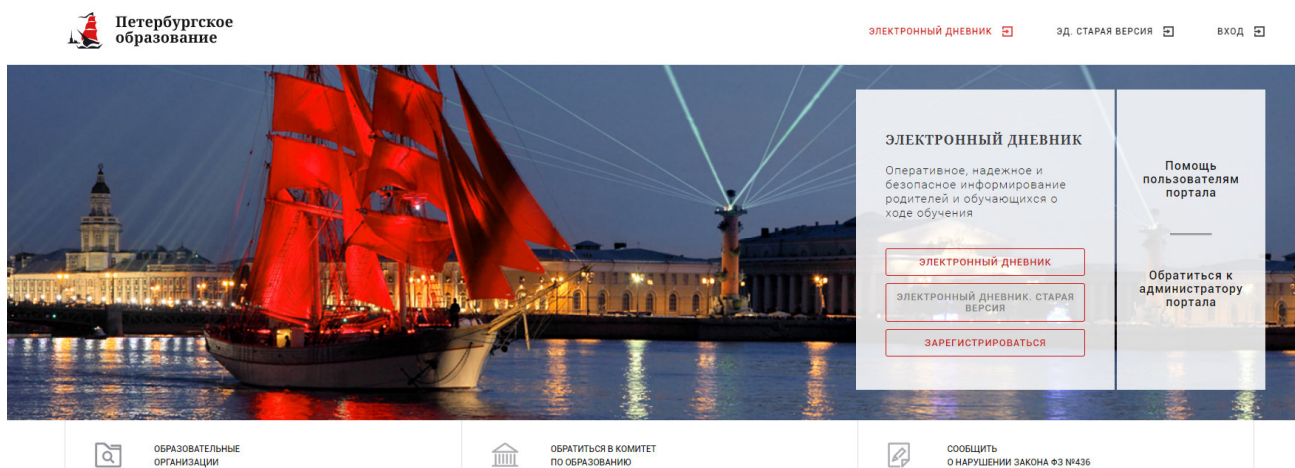 Петербургское
образование
ЭЛЕКТРОННЫЙ ДНЕВНИК
ЭД. СТАРАЯ ВЕРСИЯ
ВХОД
ЭЛЕКТРОННЫЙ ДНЕВНИК
Оперативное, надежное и
безопасное информирование
родителей и обучающихся о
ходе обучения
ЭЛЕКТРОННЫЙ ДНЕВНИК
ЭЛЕКТРОННЫЙ ДНЕВНИК. СТАРАЯ
ВЕРСИЯ
ЗАРЕГИСТРИРОВАТЬСЯ
Помощь
пользователям
портала
Обратиться к
администратору
портала
ОБРАЗОВАТЕЛЬНЫЕ
ОРГАНИЗАЦИИ
ОБРАТИТЬСЯ В КОМИТЕТ
ПО ОБРАЗОВАНИЮ
СООБЩИТЬ
О НАРУШЕНИИ ЗАКОНА ФЗ №436